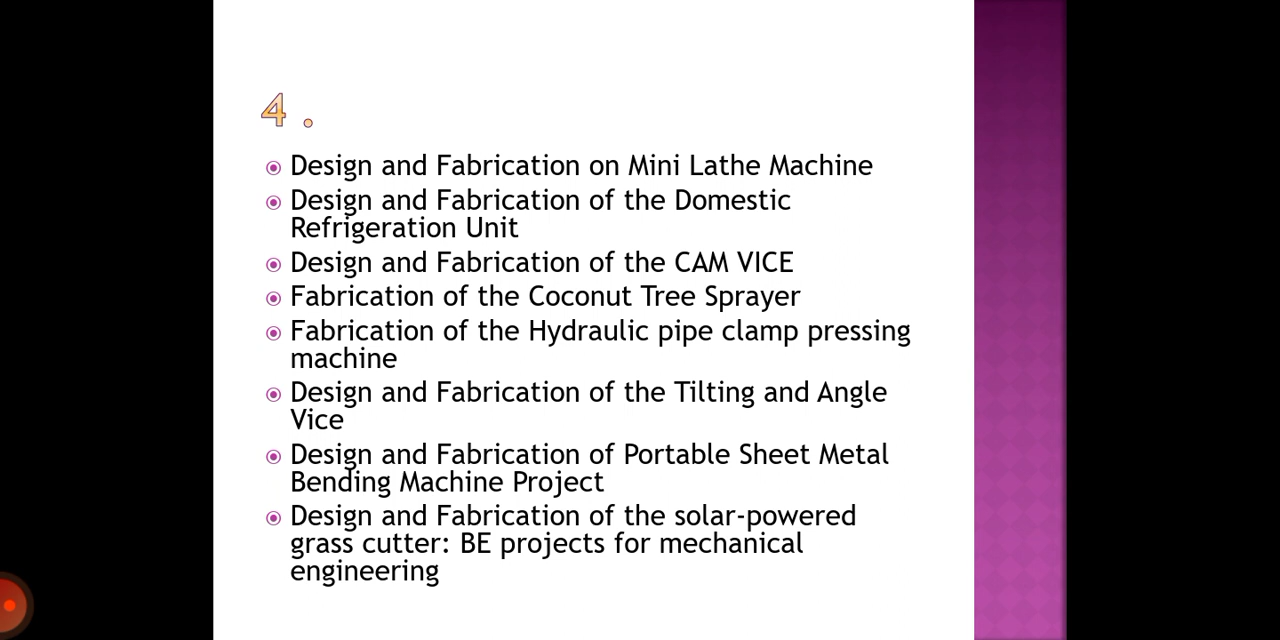 4 .
Design and Fabrication on Mini Lathe Machine
Design and Fabrication of the Domestic
Refrigeration Unit
Design and Fabrication of the CAM VICE
Fabrication of the Coconut Tree Sprayer
Fabrication of the Hydraulic pipe clamp pressing
machine
Design and Fabrication of the Tilting and Angle
Vice
Design and Fabrication of Portable Sheet Metal
Bending Machine Project
Design and Fabrication of the solar-powered
grass cutter: BE projects for mechanical
engineering